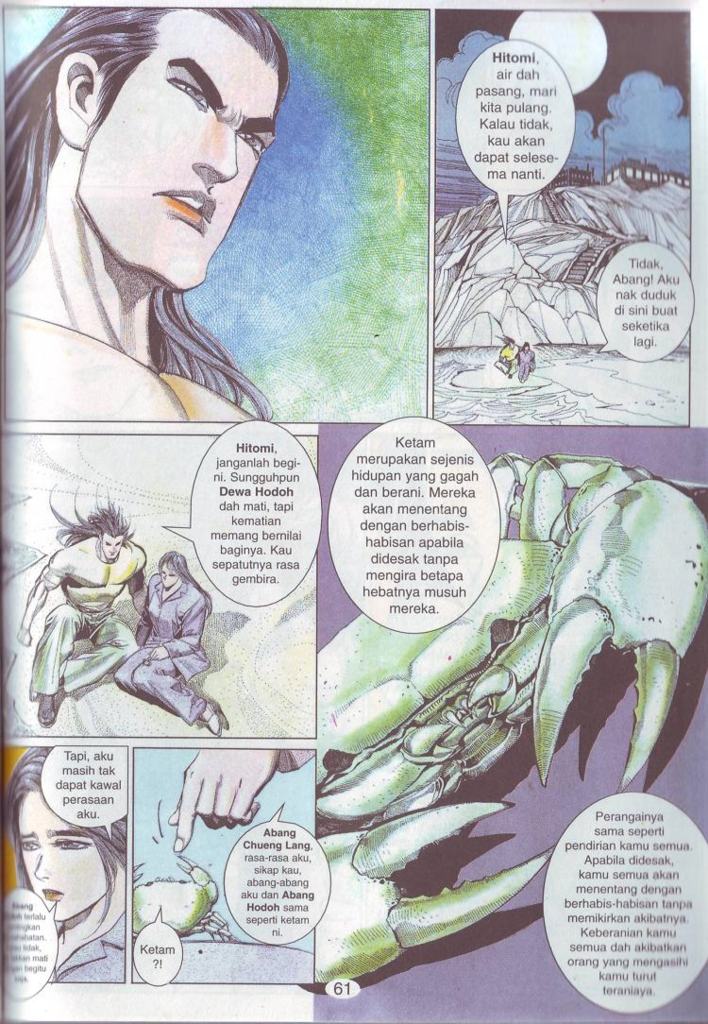 Hitomi,
air dah
pasang, mari
kita pulang.
Kalau tidak,
kau akan
dapat selese-
ma nanti.
Tidak,
Abang! Aku
nak duduk
di sini buat
seketika
lagi.
Hitomi,
janganlah begi-
ni. Sungguhpun
Dewa Hodoh
dah mati, tapi
kematian
memang bernilai
baginya. Kau
sepatutnya rasa
gembira.
Ketam
merupakan sejenis
hidupan yang gagah
dan berani. Mereka
akan menentang
dengan berhabis-
habisan apabila
didesak tanpa
mengira betapa
hebatnya musuh
mereka.
Tapi, aku
masih tak
dapat kawal
perasaan
aku.
Abang
terlalu
tidak,
mati
begitu
Abang
Chueng Lang,
rasa-rasa aku,
sikap kau,
abang-abang
aku dan Abang
Hodoh sama
seperti ketam
ni.
Ketam
?!
Perangainya
sama seperti
pendirian kamu semua.
Apabila didesak,
kamu semua akan
menentang dengan
berhabis-habisan tanpa
memikirkan akibatnya.
Keberanian kamu
semua dah akibatkan
orang yang mengasihi
kamu turut
teraniaya.
61